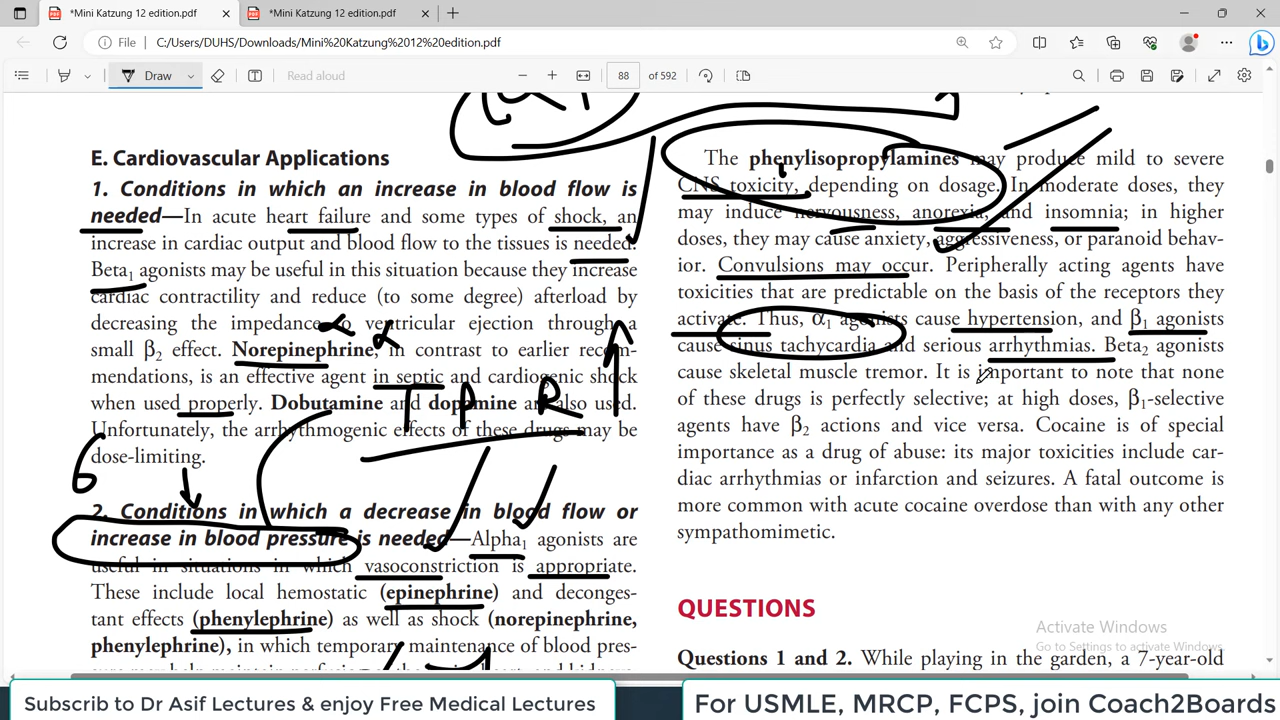 *Mini Katzung 12 edition.pdf
*Mini Katzung 12 edition.pdf
File
C:/Users/DUHS/Downloads/Mini%20Katzung%2012%20edition.pdf
Draw
Read aloud
88 of 592
E. Cardiovascular Applications
1. Conditions in which an increase in blood flow is
needed—In acute heart failure and some types of shock, an
increase in cardiac output and blood flow to the tissues is needed.
Beta1 agonists may be useful in this situation because they increase
cardiac contractility and reduce (to some degree) afterload by
decreasing the impedance to ventricular ejection through a
small β2 effect. Norepinephrine, in contrast to earlier recom-
mendations, is an effective agent in septic and cardiogenic shock
when used properly. Dobutamine and dopamine are also used.
Unfortunately, the arrhythmogenic effects of these drugs may be
dose-limiting.
α
α
T P R
2. Conditions in which a decrease in blood flow or
increase in blood pressure is needed—Alpha1 agonists are
useful in situations in which vasoconstriction is appropriate.
These include local hemostatic (epinephrine) and deconges-
tant effects (phenylephrine) as well as shock (norepinephrine,
phenylephrine), in which temporary maintenance of blood pres-
The phenylisopropylamines may produce mild to severe
CNS toxicity, depending on dosage. In moderate doses, they
may induce nervousness, anorexia, and insomnia; in higher
doses, they may cause anxiety, aggressiveness, or paranoid behav-
ior. Convulsions may occur. Peripherally acting agents have
toxicities that are predictable on the basis of the receptors they
activate. Thus, α1 agonists cause hypertension, and β1 agonists
cause sinus tachycardia and serious arrhythmias. Beta2 agonists
cause skeletal muscle tremor. It is important to note that none
of these drugs is perfectly selective; at high doses, β1-selective
agents have β2 actions and vice versa. Cocaine is of special
importance as a drug of abuse: its major toxicities include car-
diac arrhythmias or infarction and seizures. A fatal outcome is
more common with acute cocaine overdose than with any other
sympathomimetic.
QUESTIONS
Questions 1 and 2. While playing in the garden, a 7-year-old
Activate Windows
Go to Settings to activate Windows.
Subscrib to Dr Asif Lectures & enjoy Free Medical Lectures
For USMLE, MRCP, FCPS, join Coach2Boards